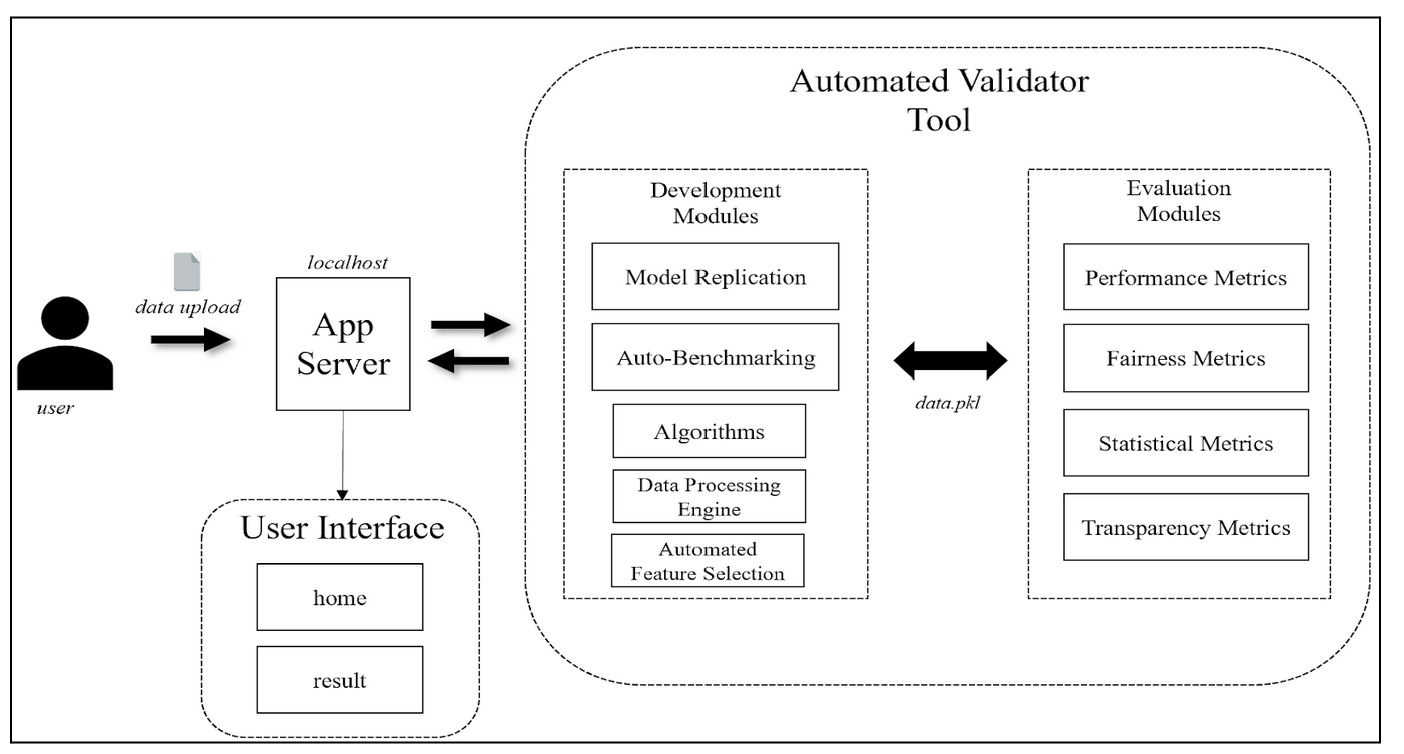 Automated Validator
Tool
Development
Modules
Model Replication
Auto-Benchmarking
Algorithms
Data Processing
Engine
Automated
Feature Selection
data.pkl
Evaluation
Modules
Performance Metrics
Fairness Metrics
Statistical Metrics
Transparency Metrics
data upload
user
localhost
App
Server
User Interface
home
result